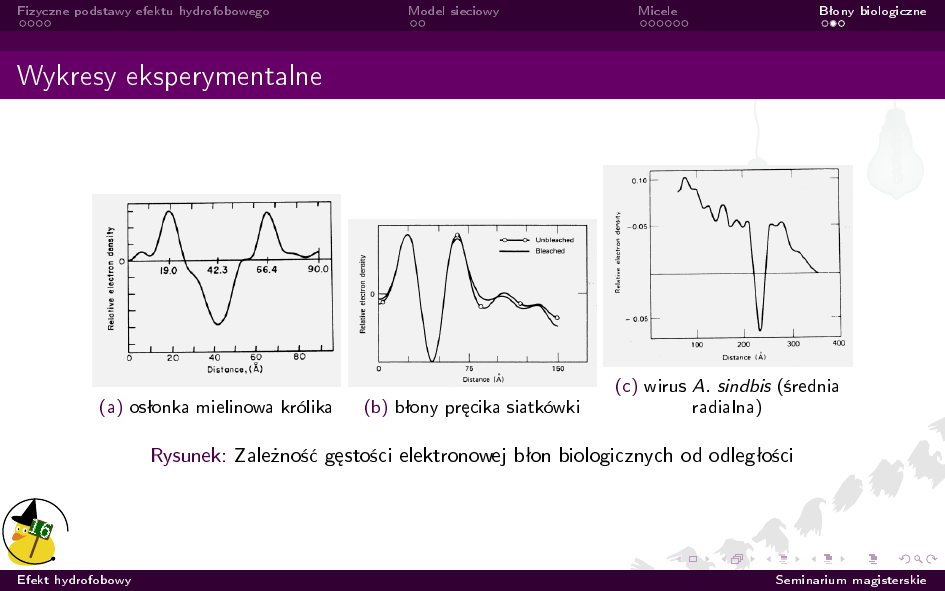 Fizyczne podstawy efektu hydrofobowego Model sieciowy Micele Błony biologiczne
Wykresy eksperymentalne
Relative electron density
0
19.0 42.3 66.4 90.0
0 20 40 60 80
Distance, (Å)
(a) osłonka mielinowa królika
Relative electron density
0
Unbleached
Bleached
0 75 150
Distance (Å)
(b) błony pręcika siatkówki
Relative electron density
0.10
-0.05
- 0.05
100 200 300 400
Distance (Å)
(c) wirus A. sindbis (średnia
radialna)
Rysunek: Zależność gęstości elektronowej błon biologicznych od odległości
16
Efekt hydrofobowy Seminarium magisterskie